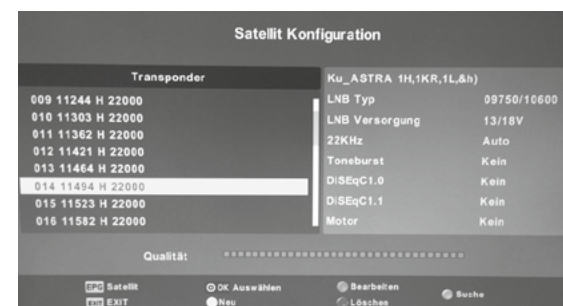 Satellit Konfiguration
Transponder
009 11244 H 22000
010 11303 H 22000
011 11362 H 22000
012 11421 H 22000
013 11464 H 22000
014 11494 H 22000
015 11523 H 22000
016 11582 H 22000
Ku_ASTRA 1H,1KR,1L,&h)
LNB Typ 09750/10600
LNB Versorgung 13/18V
22KHz Auto
Toneburst Kein
DiSEqC1.0 Kein
DiSEqC1.1 Kein
Motor Kein
Qualität
EPG Satellit OK Auswählen Bearbeiten Suche
EXIT EXIT Neu Löschen